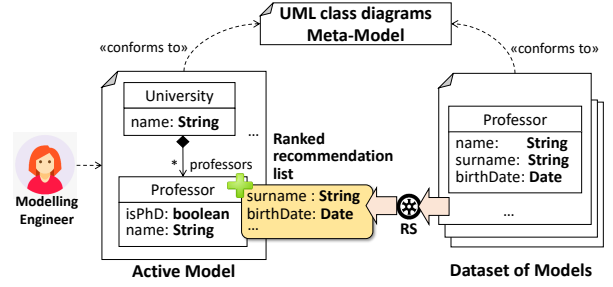 UML class diagrams
Meta-Model
«conforms to»
«conforms to»
University
name: String
...
*
professors
Professor
isPhD: boolean
name: String
Modelling
Engineer
Active Model
Ranked
recommendation
list
surname : String
birthDate: Date
...
RS
Professor
name: String
surname: String
birthDate: Date
...
Dataset of Models